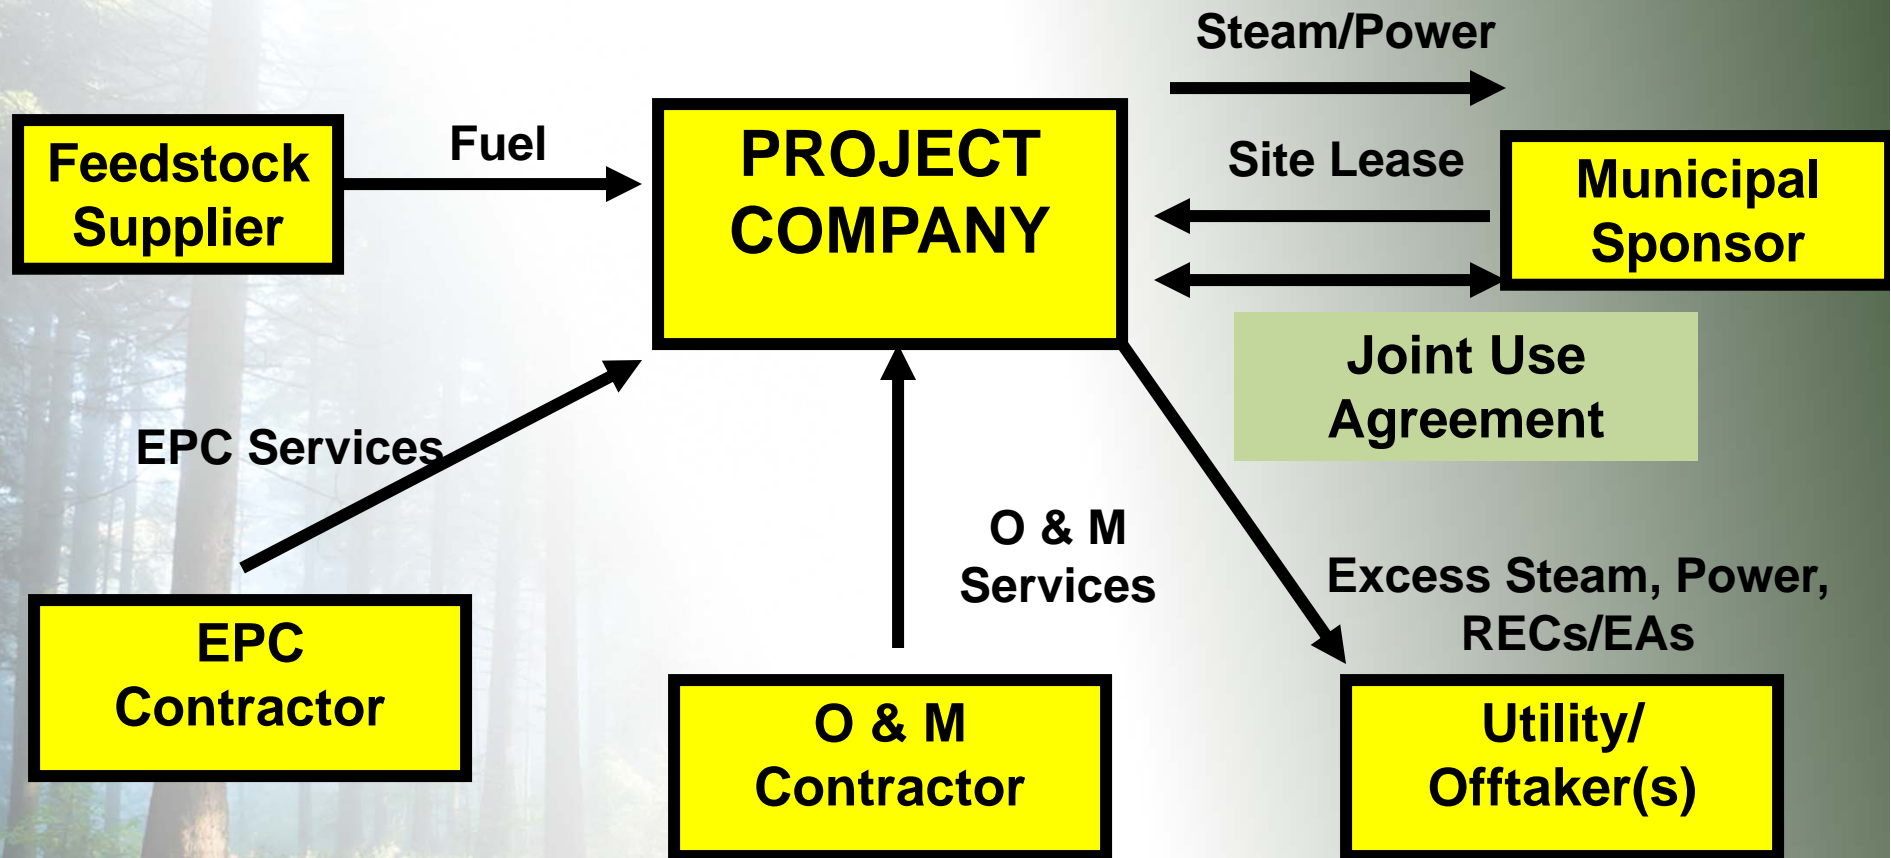 Steam/Power
Feedstock
Supplier
Fuel
PROJECT
COMPANY
Site Lease
Municipal
Sponsor
Joint Use
Agreement
EPC Services
O & M
Services
Excess Steam, Power,
RECs/EAs
EPC
Contractor
O & M
Contractor
Utility/
Offtaker(s)